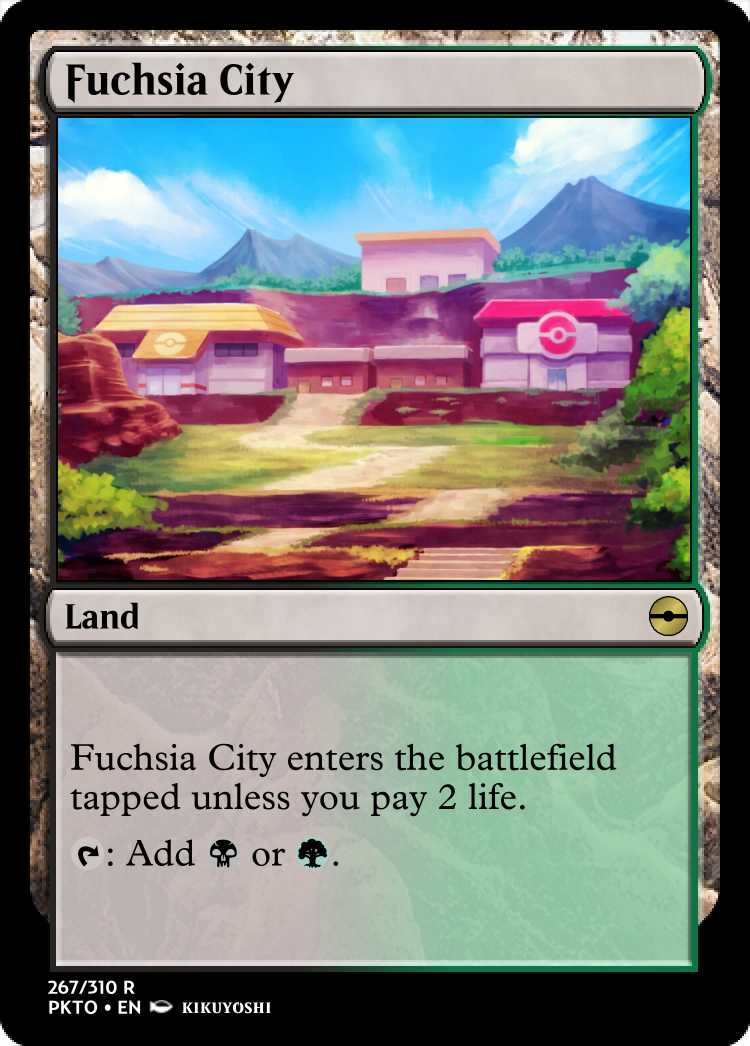 Fuchsia City
Land
Fuchsia City enters the battlefield
tapped unless you pay 2 life.
: Add or .
267/310 R
PKTO • EN KIKUYOSHI